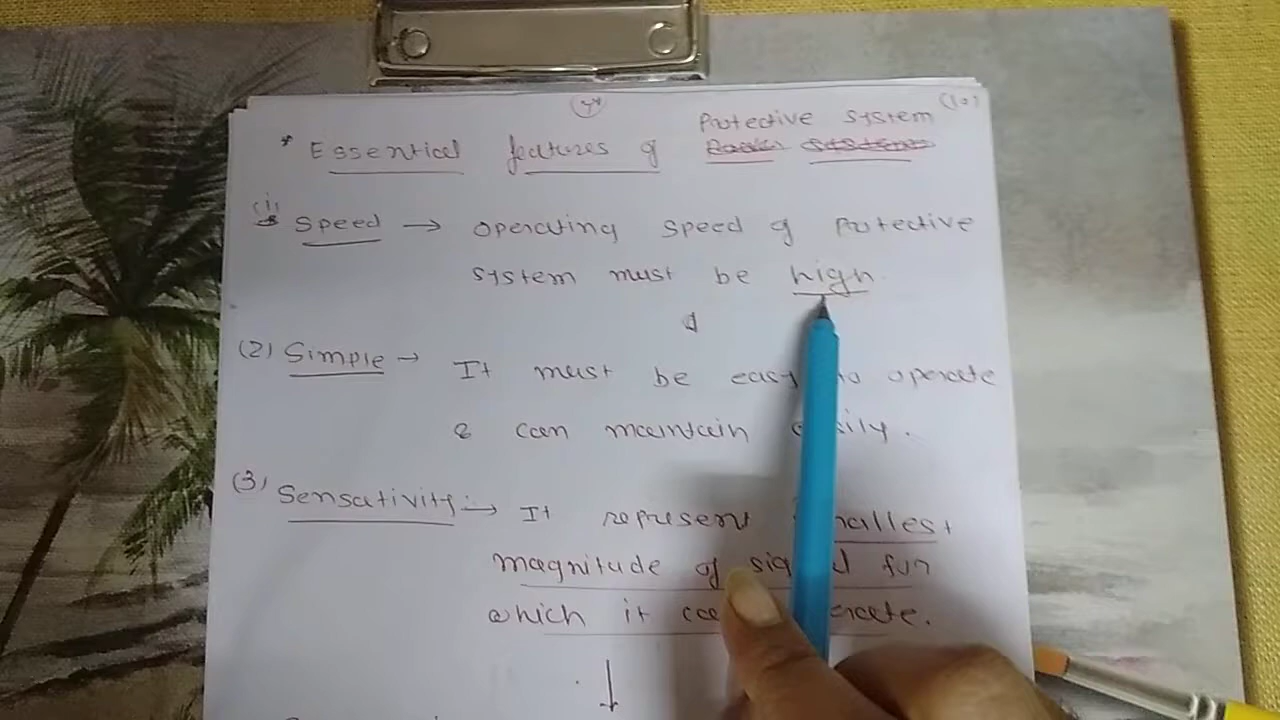 Protective System (10)
* Essential features of
(1) Speed → Operating speed of Protective
system must be high.
(2) Simple → It must be easy to operate
& can maintain easily.
(3) Sensativity :→ It represent smallest
magnitude of signal for
which it can operate.